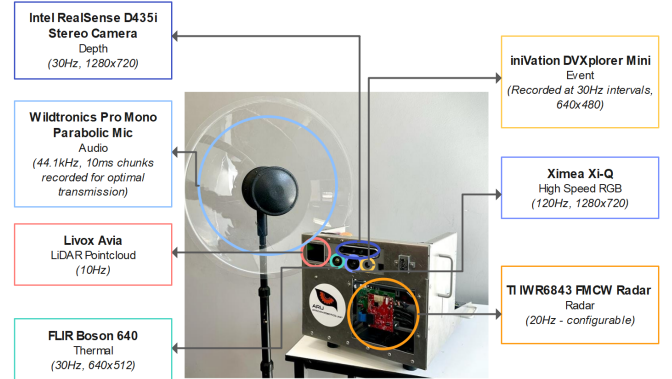 Intel RealSense D435i
Stereo Camera
Depth
(30Hz, 1280x720)
Wildtronics Pro Mono
Parabolic Mic
Audio
(44.1kHz, 10ms chunks
recorded for optimal
transmission)
Livox Avia
LiDAR Pointcloud
(10Hz)
FLIR Boson 640
Thermal
(30Hz, 640x512)
iniVation DVXplorer Mini
Event
(Recorded at 30Hz intervals,
640x480)
Ximea Xi-Q
High Speed RGB
(120Hz, 1280x720)
TI IWR6843 FMCW Radar
Radar
(20Hz - configurable)
ARU